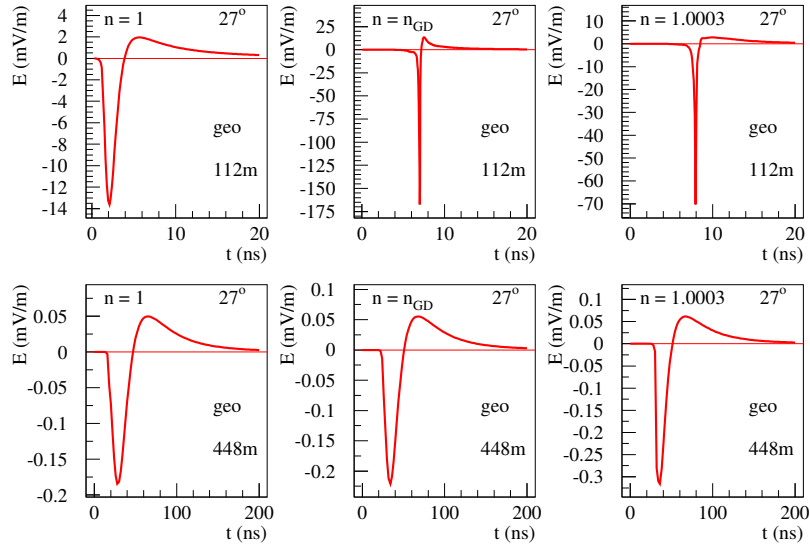 n = 1 27°
E (mV/m)
4
2
0
-2
-4
-6
-8
-10
-12
-14
geo
112m
0 10 20
t (ns)
n = n_GD 27°
E (mV/m)
25
0
-25
-50
-75
-100
-125
-150
-175
geo
112m
0 10 20
t (ns)
n = 1.0003 27°
E (mV/m)
10
0
-10
-20
-30
-40
-50
-60
-70
geo
112m
0 10 20
t (ns)
n = 1 27°
E (mV/m)
0.05
0
-0.05
-0.1
-0.15
-0.2
geo
448m
0 100 200
t (ns)
n = n_GD 27°
E (mV/m)
0.1
0.05
0
-0.05
-0.1
-0.15
-0.2
geo
448m
0 100 200
t (ns)
n = 1.0003 27°
E (mV/m)
0.1
0.05
0
-0.05
-0.1
-0.15
-0.2
-0.25
-0.3
geo
448m
0 100 200
t (ns)